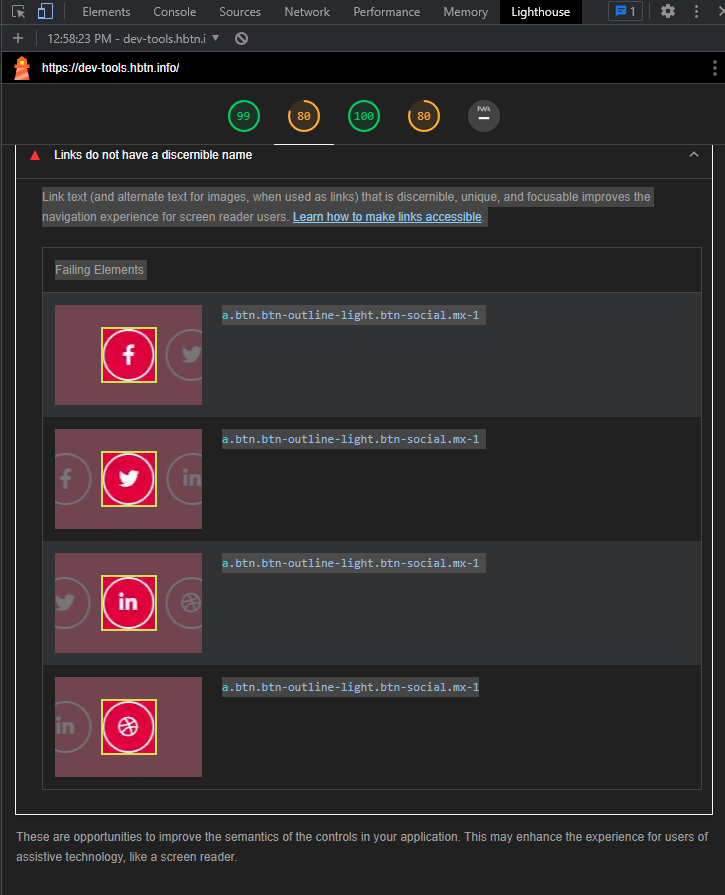 Elements Console Sources Network Performance Memory Lighthouse 1
12:58:23 PM - dev-tools.hbtn.i
https://dev-tools.hbtn.info/
99 80 100 80 PWA
Links do not have a discernible name
Link text (and alternate text for images, when used as links) that is discernible, unique, and focusable improves the
navigation experience for screen reader users. Learn how to make links accessible.
Failing Elements
a.btn.btn-outline-light.btn-social.mx-1
a.btn.btn-outline-light.btn-social.mx-1
in
a.btn.btn-outline-light.btn-social.mx-1
in
a.btn.btn-outline-light.btn-social.mx-1
in
These are opportunities to improve the semantics of the controls in your application. This may enhance the experience for users of
assistive technology, like a screen reader.